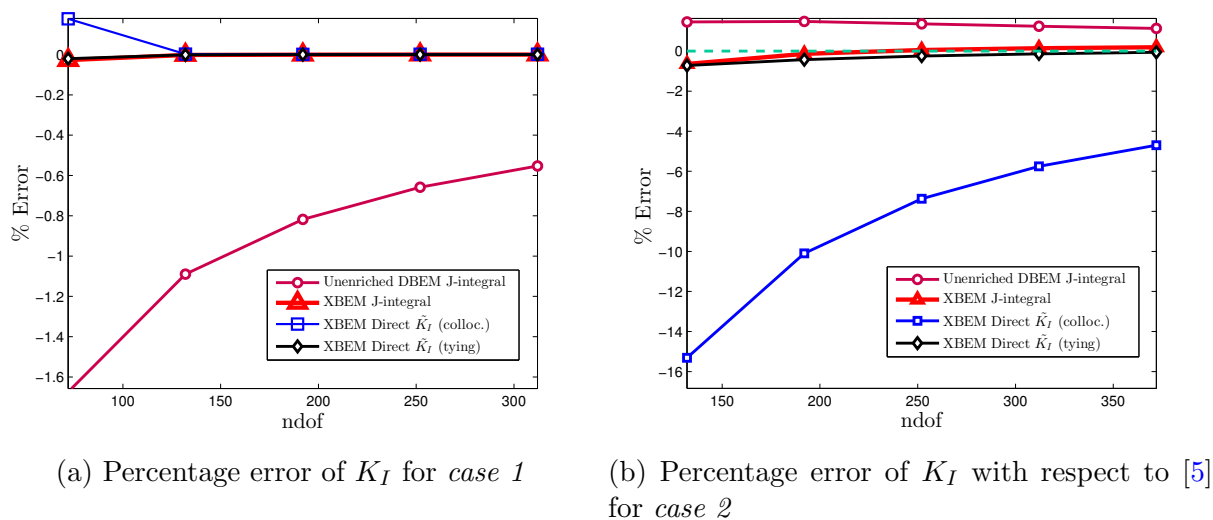 0
−0.2
−0.4
−0.6
−0.8
−1
−1.2
−1.4
−1.6
% Error
100
150
200
250
300
ndof
Unenriched DBEM J-integral
XBEM J-integral
XBEM Direct K̃_I (colloc.)
XBEM Direct K̃_I (tying)
(a) Percentage error of K_I for case 1
0
−2
−4
−6
−8
−10
−12
−14
−16
% Error
150
200
250
300
350
ndof
Unenriched DBEM J-integral
XBEM J-integral
XBEM Direct K̃_I (colloc.)
XBEM Direct K̃_I (tying)
(b) Percentage error of K_I with respect to [5]
for case 2